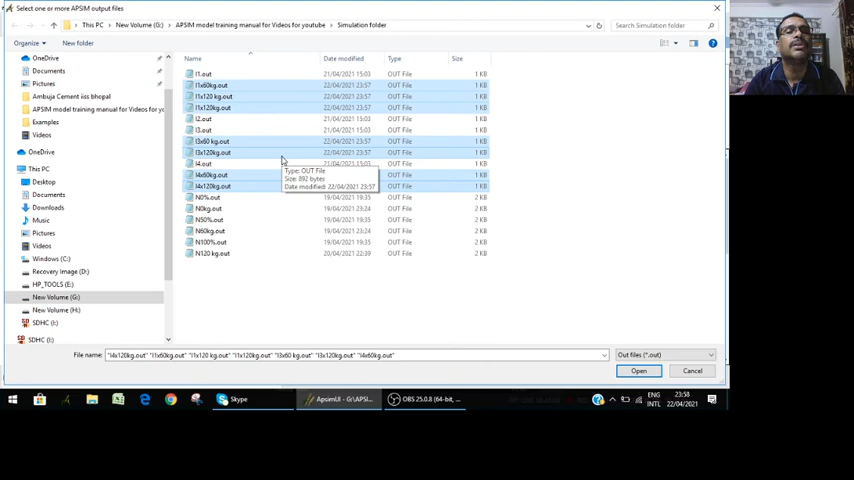 Select one or more APSIM output files
This PC > New Volume (G:) > APSIM model training manual for Videos for youtube > Simulation folder
Search Simulation folder
Organize
New folder
Name
Date modified
Type
Size
OneDrive
Documents
Pictures
Ambuja Cement iiss bhopal
APSIM model training manual for Videos for yo
Examples
Videos
OneDrive
This PC
Desktop
Documents
Downloads
Music
Pictures
Videos
Windows (C:)
Recovery Image (D:)
HP_TOOLS (E:)
New Volume (G:)
New Volume (H:)
SDHC (I:)
SDHC (I:)
I1.out 21/04/2021 15:03 OUT File 1 KB
I1x60kg.out 22/04/2021 23:57 OUT File 1 KB
I1x120 kg.out 22/04/2021 23:57 OUT File 1 KB
I1x120kg.out 22/04/2021 23:57 OUT File 1 KB
I2.out 21/04/2021 15:03 OUT File 1 KB
I3.out 21/04/2021 15:03 OUT File 1 KB
I3x60 kg.out 22/04/2021 23:57 OUT File 1 KB
I3x120kg.out 22/04/2021 23:57 OUT File 1 KB
I4.out 21/04/2021 15:03 OUT File 1 KB
I4x60kg.out OUT File 1 KB
I4x120kg.out OUT File 1 KB
N0%.out 19/04/2021 19:35 OUT File 2 KB
N0kg.out 19/04/2021 23:24 OUT File 2 KB
N50%.out 19/04/2021 19:35 OUT File 2 KB
N60kg.out 19/04/2021 23:24 OUT File 2 KB
N100%.out 19/04/2021 19:35 OUT File 2 KB
N120 kg.out 20/04/2021 22:39 OUT File 2 KB
Type: OUT File
Size: 892 bytes
Date modified: 22/04/2021 23:57
File name: "I4x120kg.out" "I1x60kg.out" "I1x120 kg.out" "I1x120kg.out" "I3x60 kg.out" "I3x120kg.out" "I4x60kg.out"
Out files (*.out)
Open
Cancel
Skype
ApsimUI - G:\APSI...
OBS 25.0.8 (64-bit, ...
ENG
INTL
23:58
22/04/2021